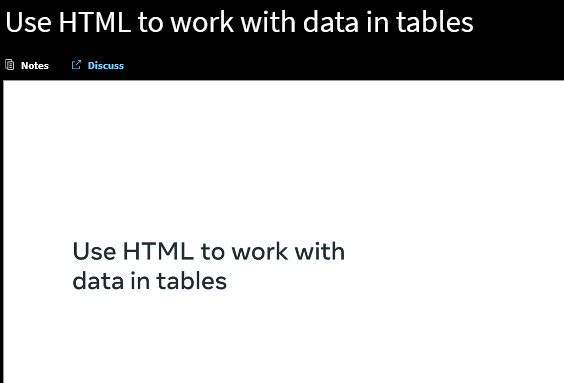 Use HTML to work with data in tables
Notes
Discuss
Use HTML to work with
data in tables